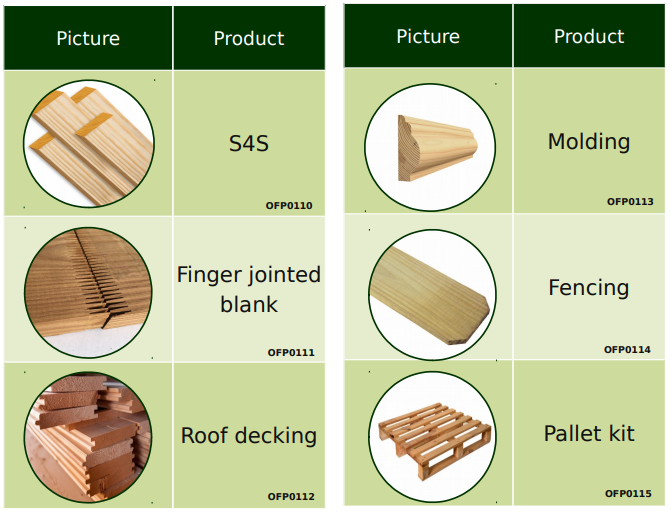 Picture
Product
S4S
OFP0110
Finger jointed
blank
OFP0111
Roof decking
OFP0112
Picture
Product
Molding
OFP0113
Fencing
OFP0114
Pallet kit
OFP0115